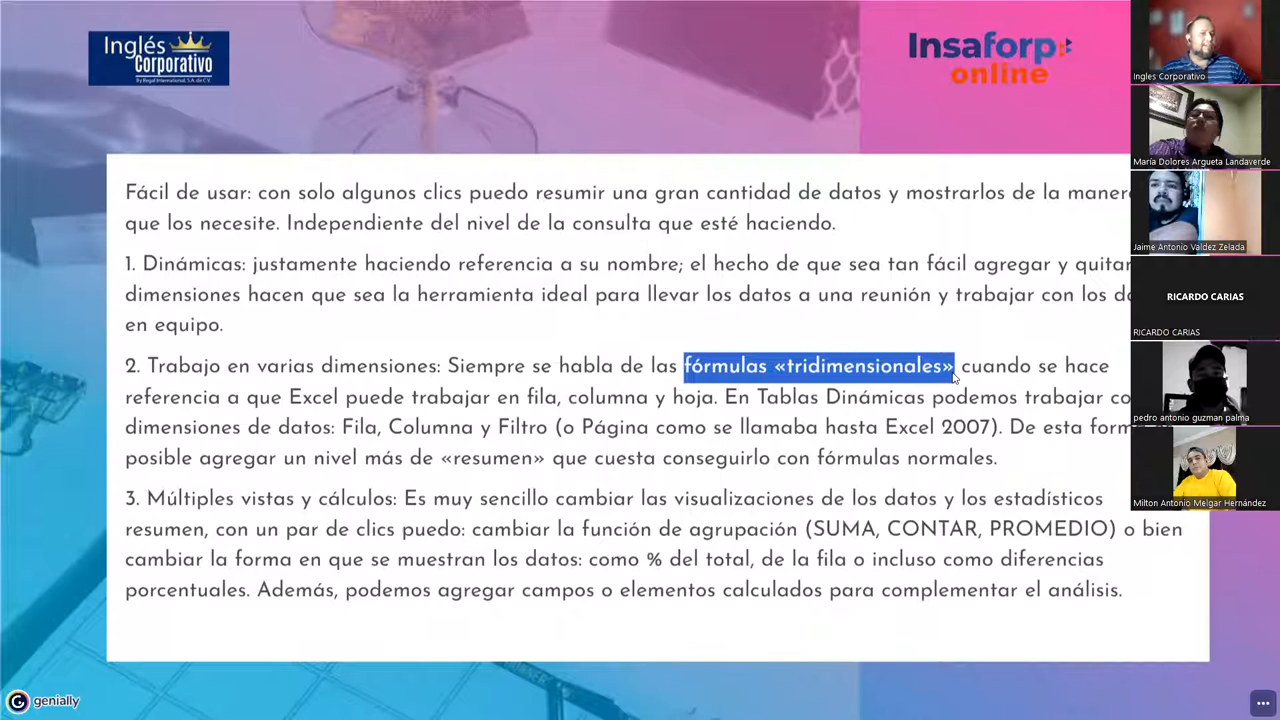 Inglés
Corporativo
By Regal International, S.A. de C.V.
Insaforp
online
Fácil de usar: con solo algunos clics puedo resumir una gran cantidad de datos y mostrarlos de la manera
que los necesite. Independiente del nivel de la consulta que esté haciendo.
1. Dinámicas: justamente haciendo referencia a su nombre; el hecho de que sea tan fácil agregar y quitar
dimensiones hacen que sea la herramienta ideal para llevar los datos a una reunión y trabajar con los
en equipo.
2. Trabajo en varias dimensiones: Siempre se habla de las fórmulas «tridimensionales» cuando se hace
referencia a que Excel puede trabajar en fila, columna y hoja. En Tablas Dinámicas podemos trabajar
dimensiones de datos: Fila, Columna y Filtro (o Página como se llamaba hasta Excel 2007). De esta
posible agregar un nivel más de «resumen» que cuesta conseguirlo con fórmulas normales.
3. Múltiples vistas y cálculos: Es muy sencillo cambiar las visualizaciones de los datos y los estadísticos
resumen, con un par de clics puedo: cambiar la función de agrupación (SUMA, CONTAR, PROMEDIO) o bien
cambiar la forma en que se muestran los datos: como % del total, de la fila o incluso como diferencias
porcentuales. Además, podemos agregar campos o elementos calculados para complementar el análisis.
genially
Ingles Corporativo
María Dolores Argueta Landaverde
Jaime Antonio Valdez Zelada
RICARDO CARIAS
RICARDO CARIAS
pedro antonio guzman palma
Milton Antonio Melgar Hernández